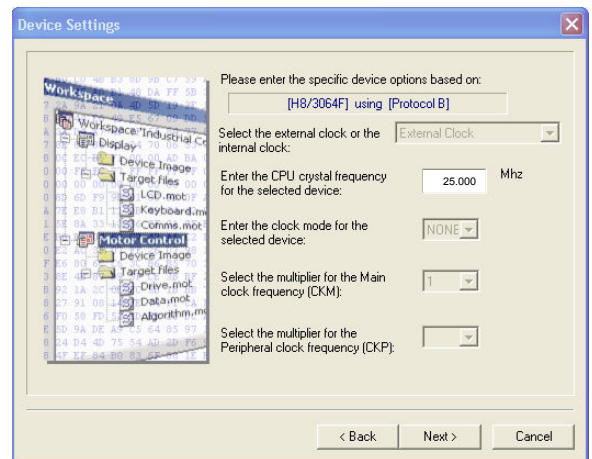 Device Settings
Please enter the specific device options based on:
[H8/3064F] using [Protocol B]
Select the external clock or the
internal clock:
External Clock
Enter the CPU crystal frequency
for the selected device:
25.000
Mhz
Enter the clock mode for the
selected device:
NONE
Select the multiplier for the Main
clock frequency (CKM):
1
Select the multiplier for the
Peripheral clock frequency (CKP):
Workspace
Workspace 'Industrial Co
Display
Device Image
Target files
LCD.mot
Keyboard.m
Comms.mot
Motor Control
Device Image
Target files
Drive.mot
Data.mot
Algorithm.mo
< Back
Next >
Cancel